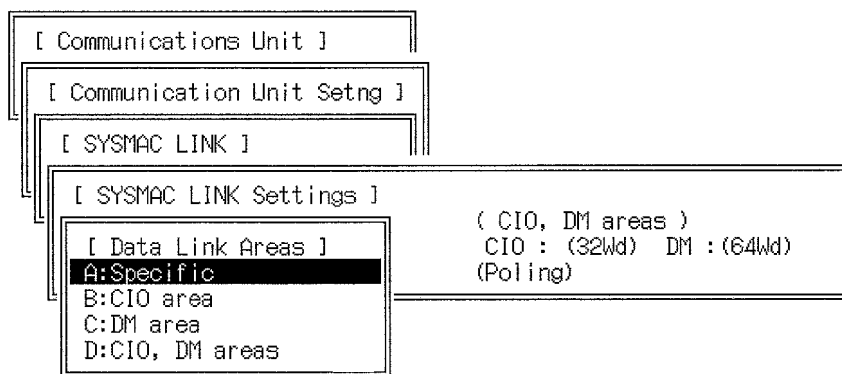 [ Communications Unit ]
[ Communication Unit Setng ]
[ SYSMAC LINK ]
[ SYSMAC LINK Settings ]
( CIO, DM areas )
CIO : (32Wd) DM :(64Wd)
(Poling)
[ Data Link Areas ]
A:Specific
B:CIO area
C:DM area
D:CIO, DM areas